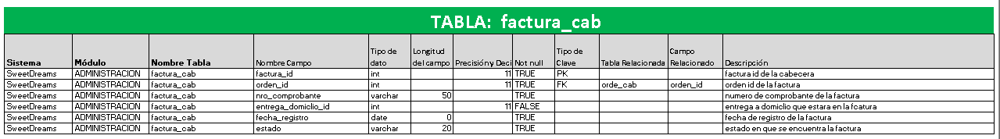 TABLA: factura_cab
Sistema Módulo Nombre Tabla Nombre Campo Tipo de dato Longitud del campo Precisión y Deci Not null Tipo de Clave Tabla Relacionada Campo Relacionado Descripción
SweetDreams ADMINISTRACION factura_cab factura_id int 11 TRUE PK factura id de la cabecera
SweetDreams ADMINISTRACION factura_cab orden_id int 11 TRUE FK orde_cab orden_id orden id de la factura
SweetDreams ADMINISTRACION factura_cab nro_comprobante varchar 50 TRUE numero de comprobante de la factura
SweetDreams ADMINISTRACION factura_cab entrega_domiclio_id int 11 FALSE entrega a domicilio que estara en la fcatura
SweetDreams ADMINISTRACION factura_cab fecha_registro date 0 TRUE fecha de registro de la factura
SweetDreams ADMINISTRACION factura_cab estado varchar 20 TRUE estado en que se encuentra la factura